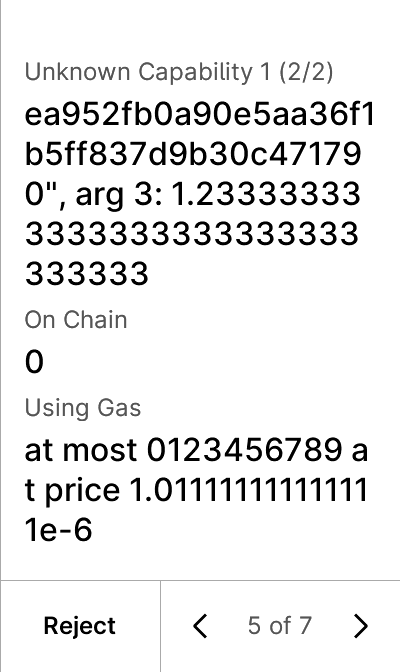 Unknown Capability 1 (2/2)
ea952fb0a90e5aa36f1
b5ff837d9b30c47179
0", arg 3: 1.23333333
3333333333333333333
333333
On Chain
0
Using Gas
at most 0123456789 a
t price 1.01111111111111
1e-6
Reject
5 of 7